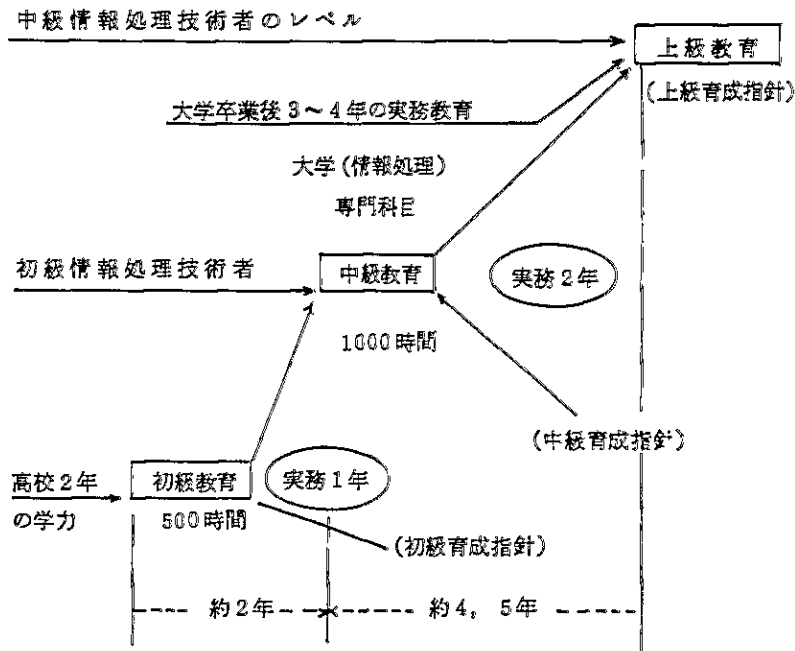 中級情報処理技術者のレベル
上級教育
(上級育成指針)
大学卒業後3～4年の実務教育
大学(情報処理)
専門科目
初級情報処理技術者
中級教育
実務2年
1000時間
(中級育成指針)
高校2年
の学力
初級教育
実務1年
500時間
(初級育成指針)
約2年
約4，5年